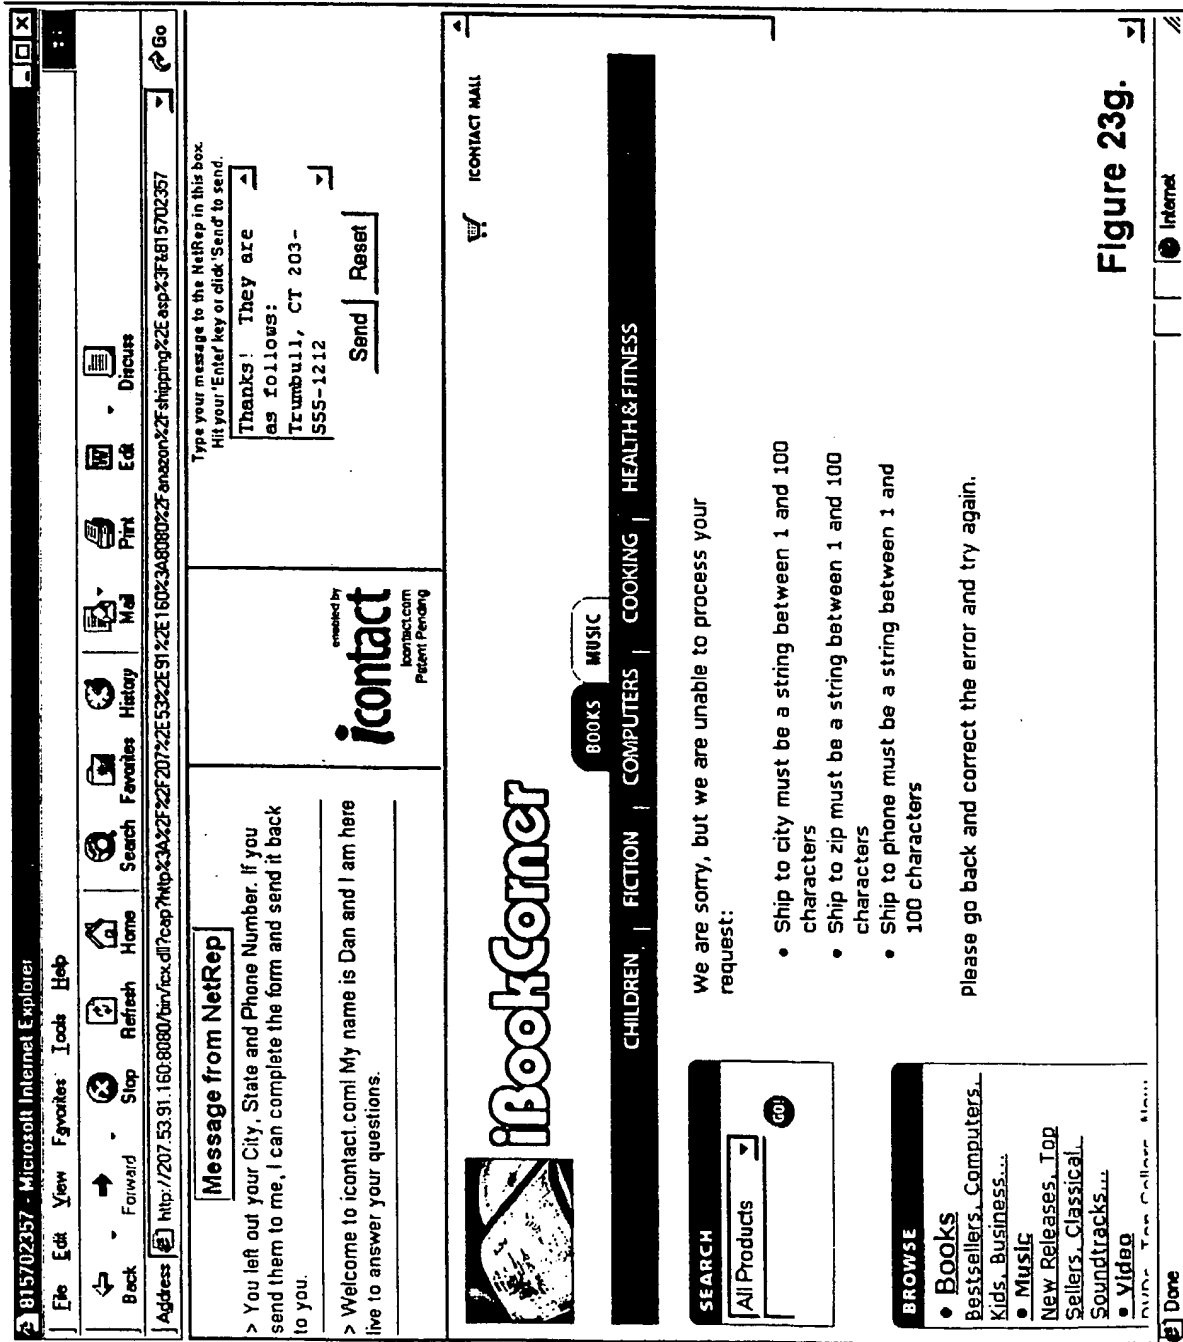 815702357 - Microsoft Internet Explorer
File Edit View Favorites Tools Help
Back Forward Stop Refresh Home Search Favorites History Mail Print Edit Discuss
Address http://207.53.91.160:8080/bin/icx.dll?cap?http%3A%2F%2F207%2E53%2E91%2E160%3A8080%2Fanazon%2Fshipping%2Easp%3F&815702357 Go
Message from NetRep
> You left out your City, State and Phone Number. If you
send them to me, I can complete the form and send it back
to you.
> Welcome to icontact.com! My name is Dan and I am here
live to answer your questions.
enabled by
icontact
Icontact.com
Patent Pending
Type your message to the NetRep in this box.
Hit your 'Enter' key or click 'Send' to send.
Thanks! They are
as follows:
Trumbull, CT 203-
555-1212
Send Reset
iBookCorner
ICONTACT MALL
BOOKS MUSIC
CHILDREN | FICTION | COMPUTERS | COOKING | HEALTH & FITNESS
SEARCH
All Products
GO!
BROWSE
• Books
Bestsellers, Computers,
Kids, Business...
• Music
New Releases, Top
Sellers, Classical,
Soundtracks...
• Video
We are sorry, but we are unable to process your
request:
• Ship to city must be a string between 1 and 100
characters
• Ship to zip must be a string between 1 and 100
characters
• Ship to phone must be a string between 1 and
100 characters
Please go back and correct the error and try again.
Figure 23g.
Done
Internet